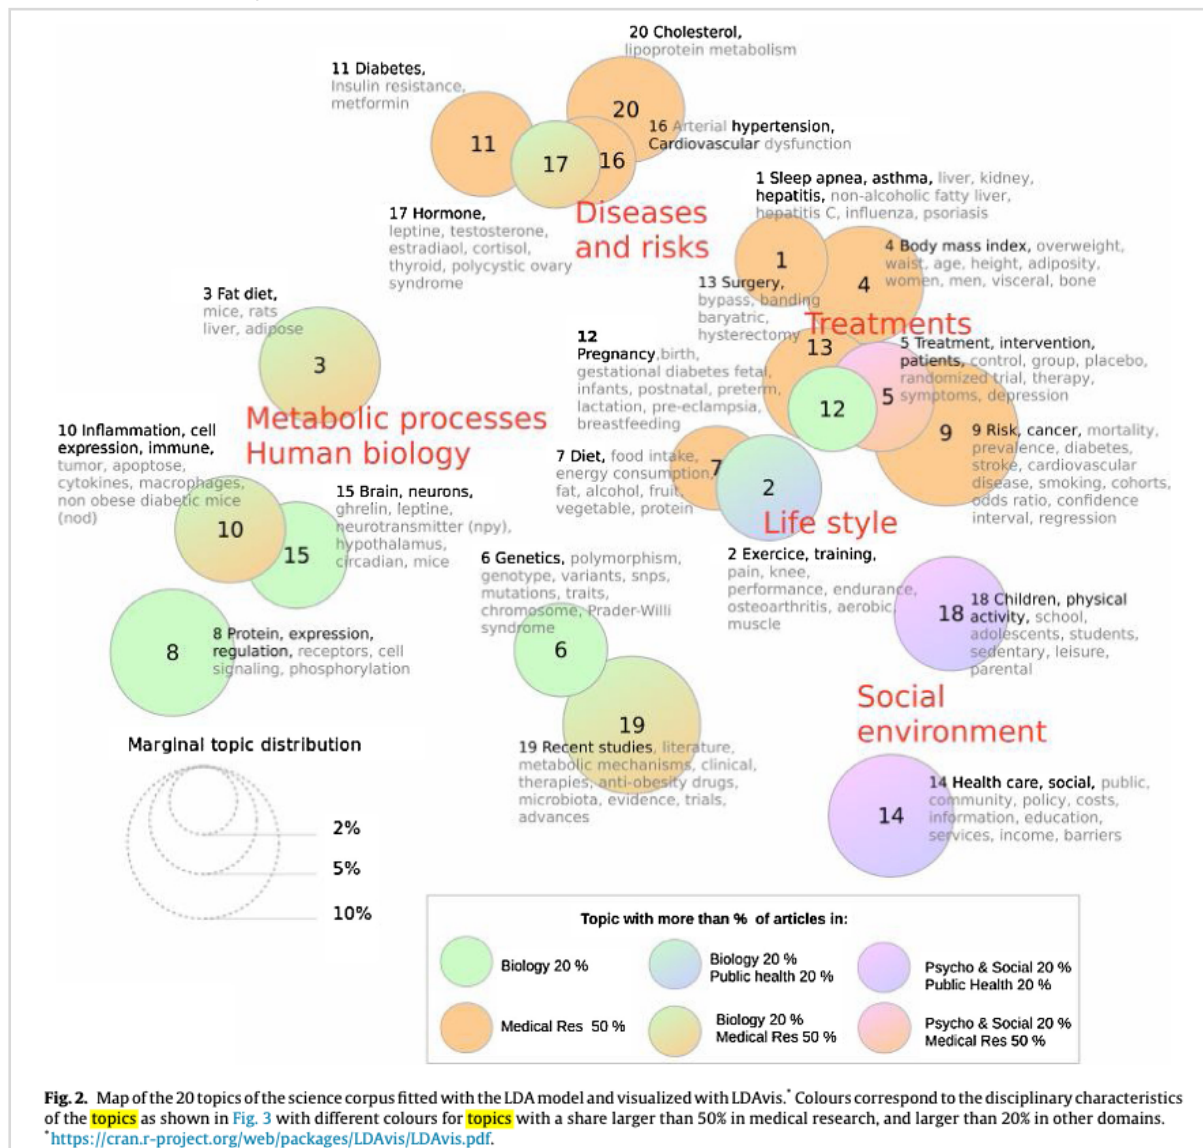 20 Cholesterol,
lipoprotein metabolism
11 Diabetes,
Insulin resistance,
metformin
20
16 Arterial hypertension,
Cardiovascular dysfunction
11
17
16
1 Sleep apnea, asthma, liver, kidney,
hepatitis, non-alcoholic fatty liver,
hepatitis C, influenza, psoriasis
17 Hormone,
leptine, testosterone,
estradiaol, cortisol,
thyroid, polycystic ovary
syndrome
Diseases
and risks
1
4
4 Body mass index, overweight,
waist, age, height, adiposity,
women, men, visceral, bone
13 Surgery,
bypass, banding
baryatric,
hysterectomy
3 Fat diet,
mice, rats
liver, adipose
3
Treatments
13
12
Pregnancy,birth,
gestational diabetes fetal,
infants, postnatal, preterm,
lactation, pre-eclampsia,
breastfeeding
5 Treatment, intervention,
patients, control, group, placebo,
randomized trial, therapy,
symptoms, depression
12
5
9
Metabolic processes
Human biology
10 Inflammation, cell
expression, immune,
tumor, apoptose,
cytokines, macrophages,
non obese diabetic mice
(nod)
9 Risk, cancer, mortality,
prevalence, diabetes,
stroke, cardiovascular
disease, smoking, cohorts,
odds ratio, confidence
interval, regression
7 Diet, food intake,
energy consumption,
fat, alcohol, fruit,
vegetable, protein
7
2
Life style
15 Brain, neurons,
ghrelin, leptine,
neurotransmitter (npy),
hypothalamus,
circadian, mice
10
15
6 Genetics, polymorphism,
genotype, variants, snps,
mutations, traits,
chromosome, Prader-Willi
syndrome
2 Exercice, training,
pain, knee,
performance, endurance,
osteoarthritis, aerobic,
muscle
18
18 Children, physical
activity, school,
adolescents, students,
sedentary, leisure,
parental
8
8 Protein, expression,
regulation, receptors, cell
signaling, phosphorylation
6
Social
environment
19
19 Recent studies, literature,
metabolic mechanisms, clinical,
therapies, anti-obesity drugs,
microbiota, evidence, trials,
advances
14
14 Health care, social, public,
community, policy, costs,
information, education,
services, income, barriers
Marginal topic distribution
2%
5%
10%
Topic with more than % of articles in:
Biology 20 %
Biology 20 %
Public health 20 %
Psycho & Social 20 %
Public Health 20 %
Medical Res 50 %
Biology 20 %
Medical Res 50 %
Psycho & Social 20 %
Medical Res 50 %
Fig. 2. Map of the 20 topics of the science corpus fitted with the LDA model and visualized with LDAvis.* Colours correspond to the disciplinary characteristics
of the topics as shown in Fig. 3 with different colours for topics with a share larger than 50% in medical research, and larger than 20% in other domains.
*https://cran.r-project.org/web/packages/LDAvis/LDAvis.pdf.